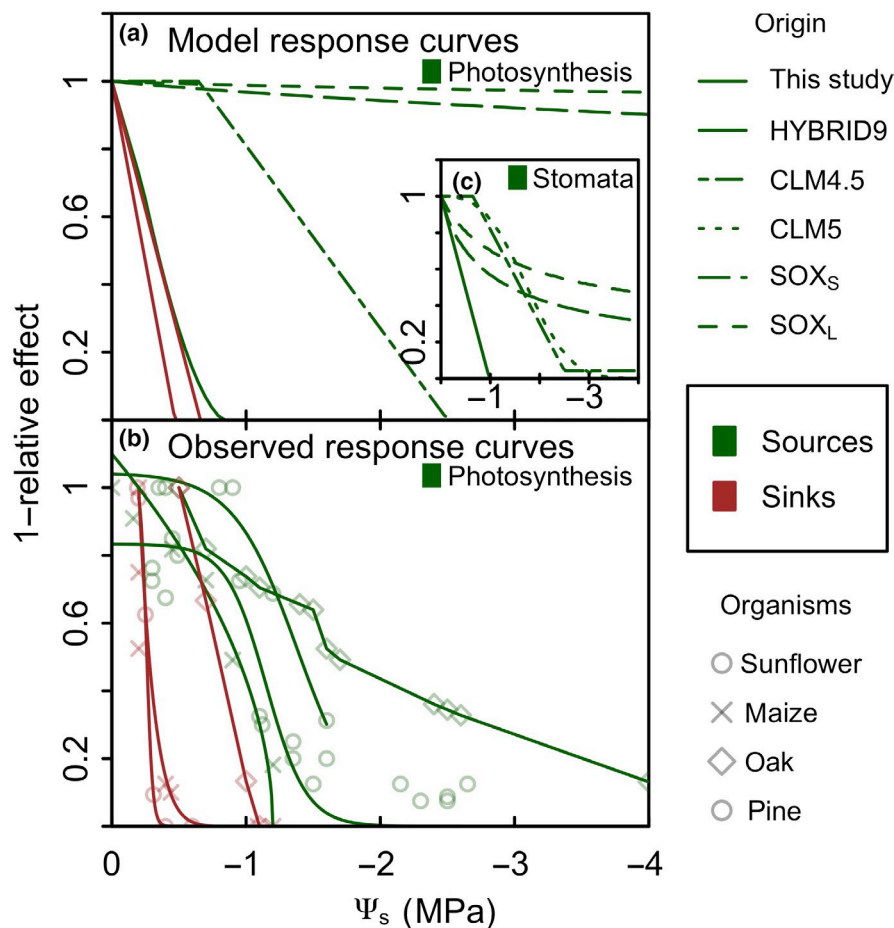 (a) Model response curves
Photosynthesis
1
0.6
0.2
(c) Stomata
1
0.2
−1 −3
1−relative effect
(b) Observed response curves
Photosynthesis
1
0.6
0.2
0 −1 −2 −3 −4
Ψs (MPa)
Origin
This study
HYBRID9
CLM4.5
CLM5
SOXS
SOXL
Sources
Sinks
Organisms
Sunflower
Maize
Oak
Pine